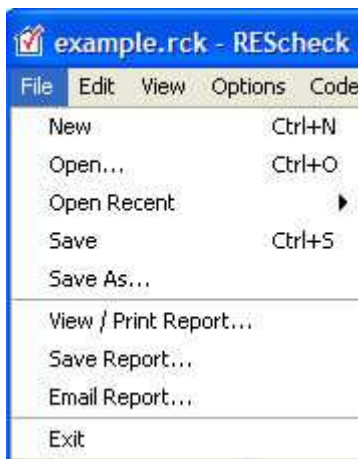 example.rck - REScheck
File Edit View Options Code
New Ctrl+N
Open... Ctrl+O
Open Recent
Save Ctrl+S
Save As...
View / Print Report...
Save Report...
Email Report...
Exit